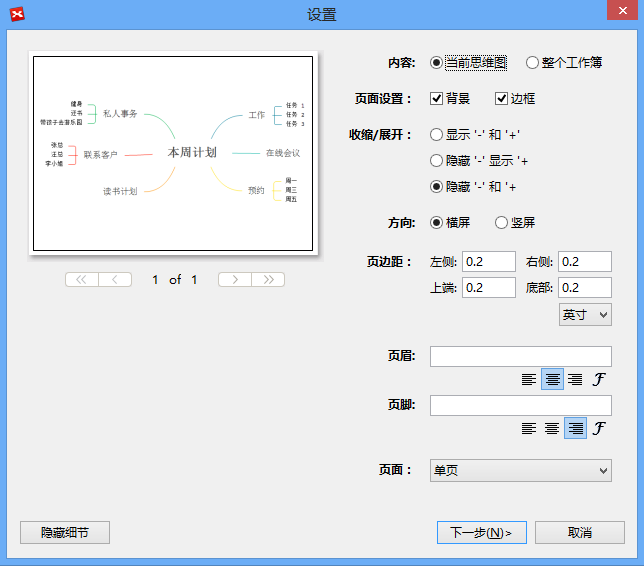 设置
内容:
当前思维图
整个工作簿
页面设置：
背景
边框
收缩/展开：
显示 '-' 和 '+'
隐藏 '-' 显示 '+
隐藏 '-' 和 '+
方向:
横屏
竖屏
页边距：
左侧: 0.2
右侧: 0.2
上端: 0.2
底部: 0.2
英寸
页眉:
页脚:
页面：
单页
本周计划
私人事务
健身
还书
带孩子去游乐园
联系客户
张总
汪总
读书计划
工作
任务 1
任务 2
任务 3
在线会议
预约
周一
周三
周五
1 of 1
隐藏细节
下一步(N)>
取消